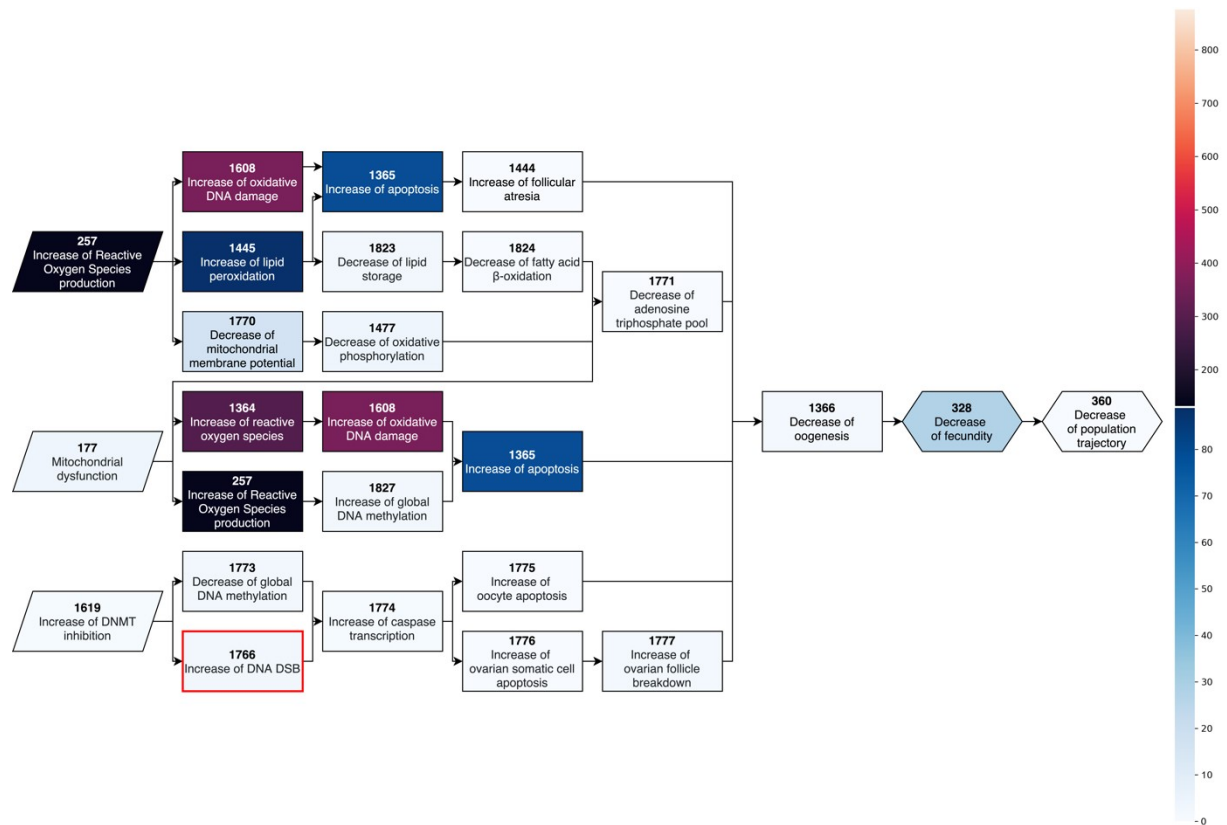 1608
Increase of oxidative
DNA damage
1365
Increase of apoptosis
1444
Increase of follicular
atresia
257
Increase of Reactive
Oxygen Species
production
1445
Increase of lipid
peroxidation
1823
Decrease of lipid
storage
1824
Decrease of fatty acid
β-oxidation
1771
Decrease of
adenosine
triphosphate pool
1770
Decrease of
mitochondrial
membrane potential
1477
Decrease of oxidative
phosphorylation
177
Mitochondrial
dysfunction
1364
Increase of reactive
oxygen species
1608
Increase of oxidative
DNA damage
257
Increase of Reactive
Oxygen Species
production
1827
Increase of global
DNA methylation
1365
Increase of apoptosis
1366
Decrease of
oogenesis
328
Decrease
of fecundity
360
Decrease
of population
trajectory
1619
Increase of DNMT
inhibition
1773
Decrease of global
DNA methylation
1766
Increase of DNA DSB
1774
Increase of caspase
transcription
1775
Increase of
oocyte apoptosis
1776
Increase of
ovarian somatic cell
apoptosis
1777
Increase of
ovarian follicle
breakdown
800
700
600
500
400
300
200
80
70
60
50
40
30
20
10
0